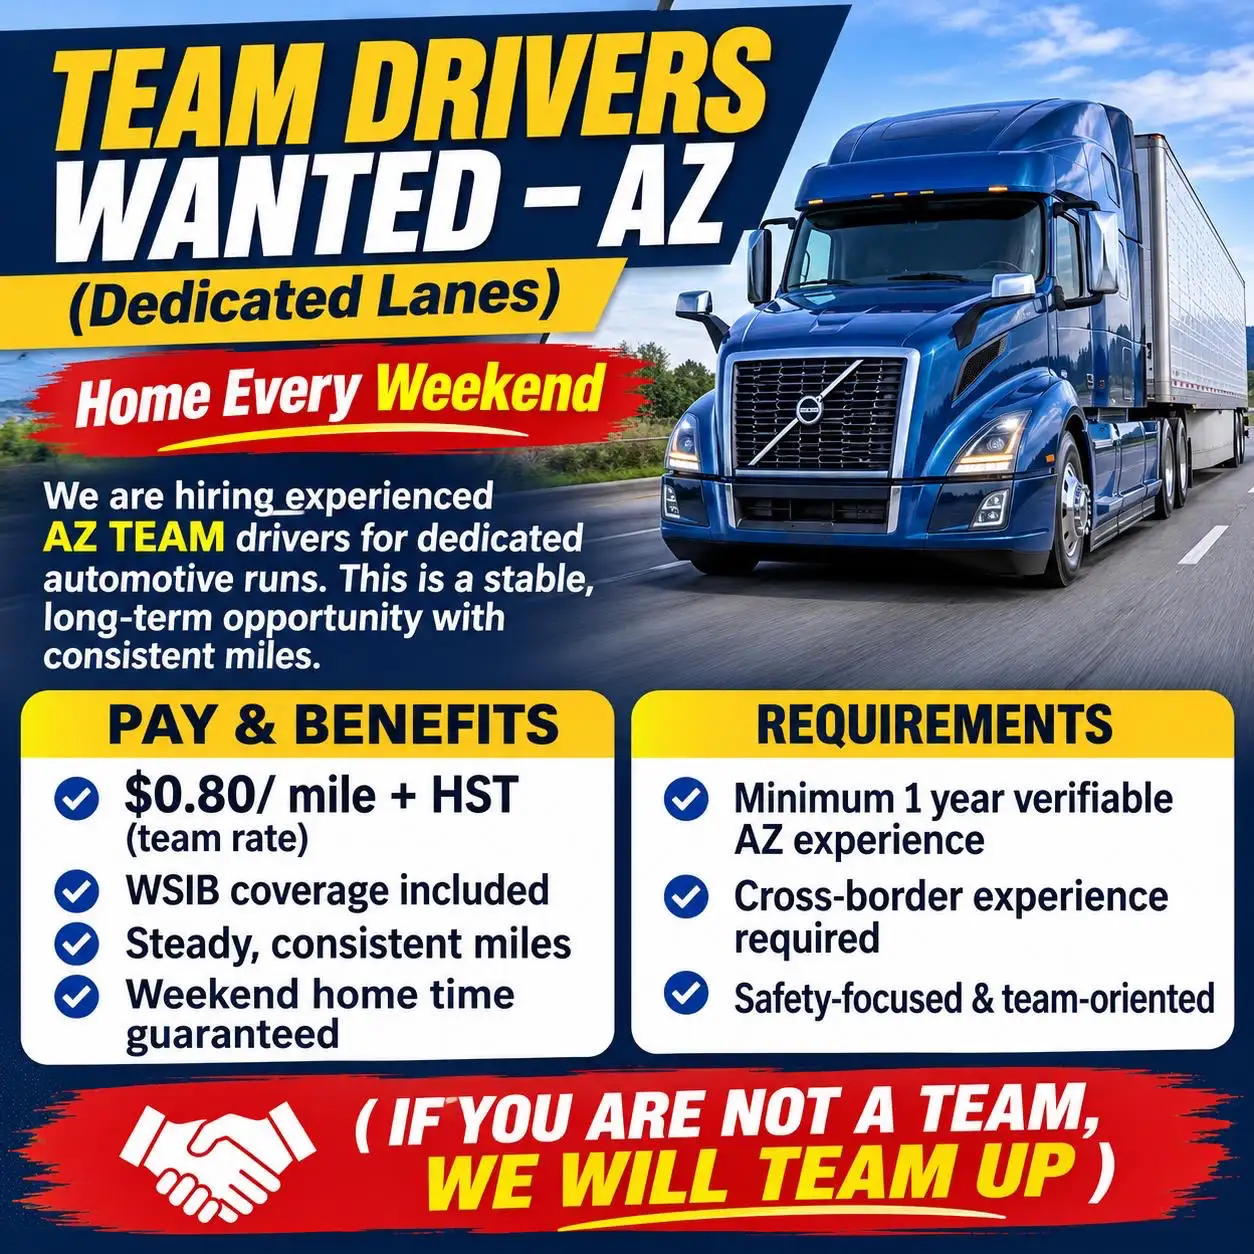 TEAM DRIVERS
WANTED – AZ
(Dedicated Lanes)
Home Every Weekend
We are hiring experienced
AZ TEAM drivers for dedicated
automotive runs. This is a stable,
long-term opportunity with
consistent miles.
PAY & BENEFITS
$0.80/ mile + HST
(team rate)
WSIB coverage included
Steady, consistent miles
Weekend home time
guaranteed
REQUIREMENTS
Minimum 1 year verifiable
AZ experience
Cross-border experience
required
Safety-focused & team-oriented
( IF YOU ARE NOT A TEAM,
WE WILL TEAM UP )